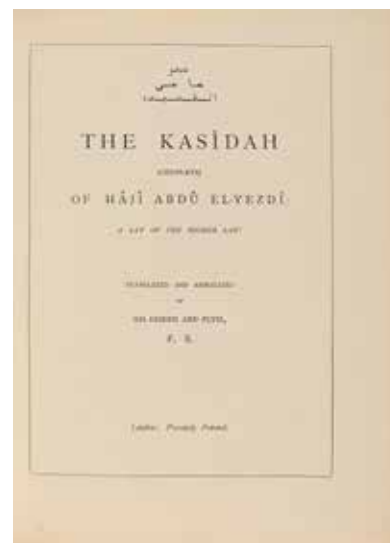 حاجى
THE KASÎDAH
(COUPLETS)
OF HÂJÎ ABDÛ EL-YEZDÎ
A LAY OF THE HIGHER LAW
TRANSLATED AND ANNOTATED
BY
HIS FRIEND AND PUPIL,
F. B.
London: Privately Printed.